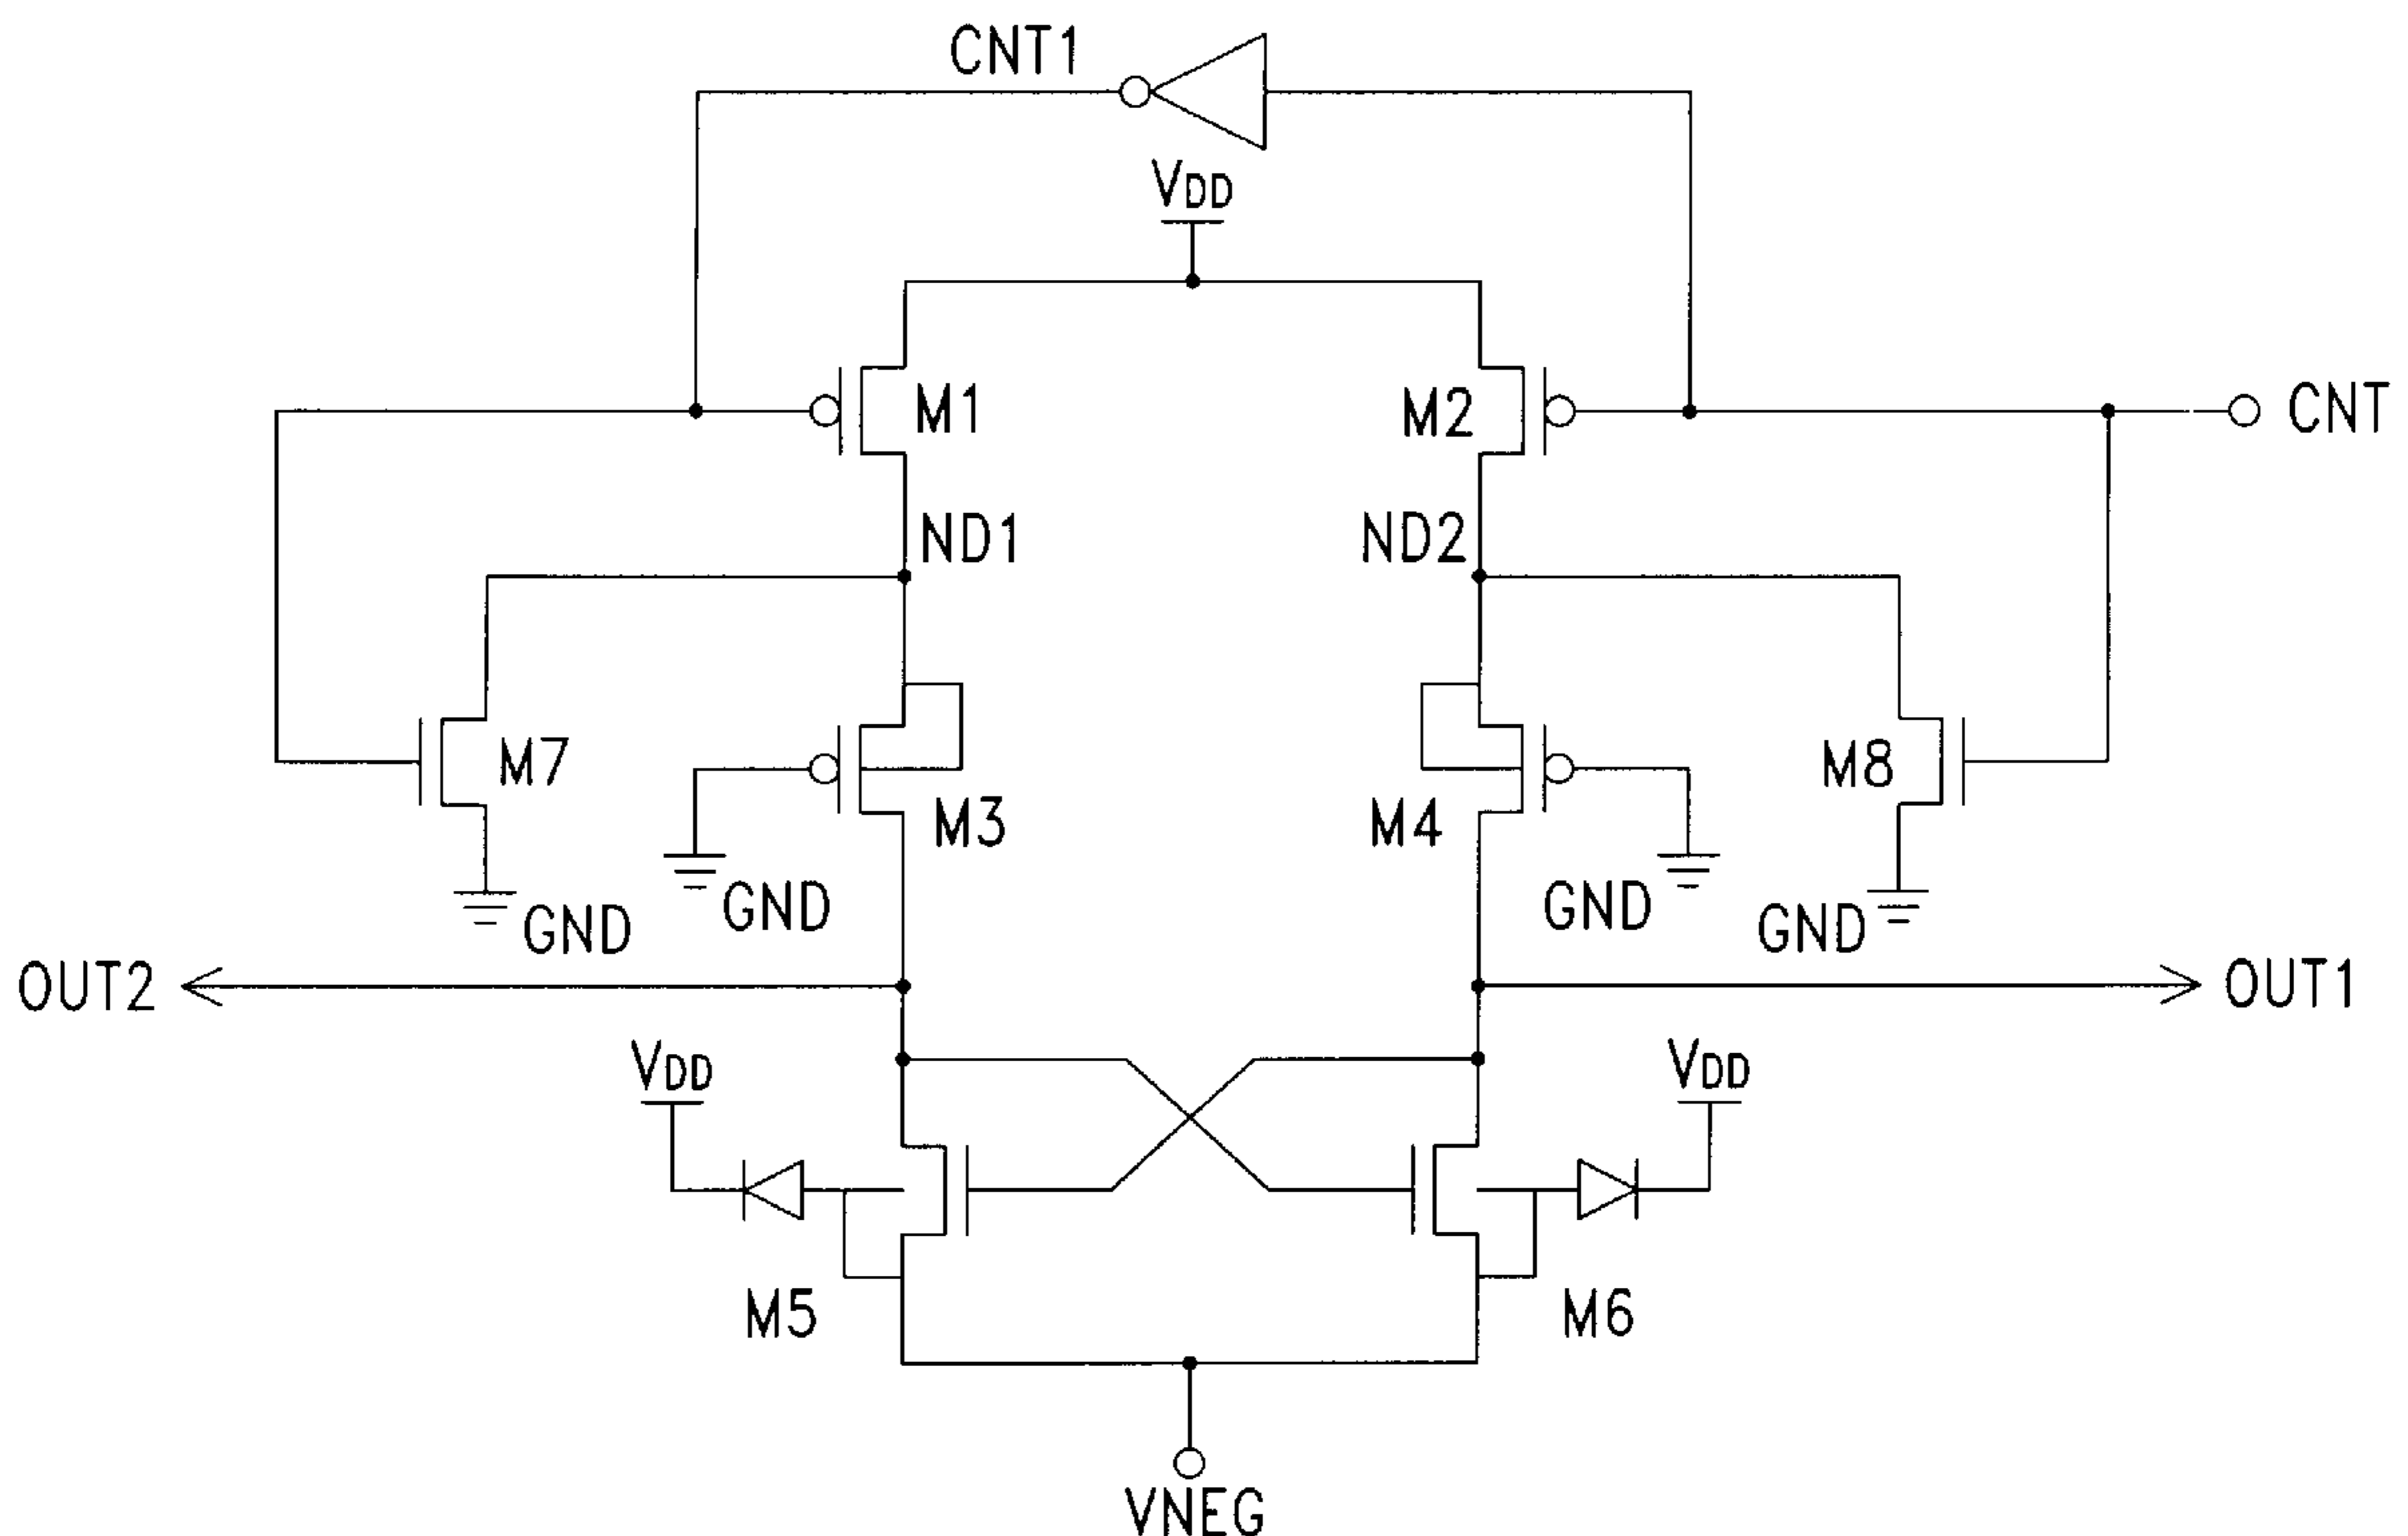 CNT1
VDD
M1
M2
CNT
ND1
ND2
M7
M3
M4
M8
GND
GND
GND
GND
OUT2
OUT1
VDD
VDD
M5
M6
VNEG